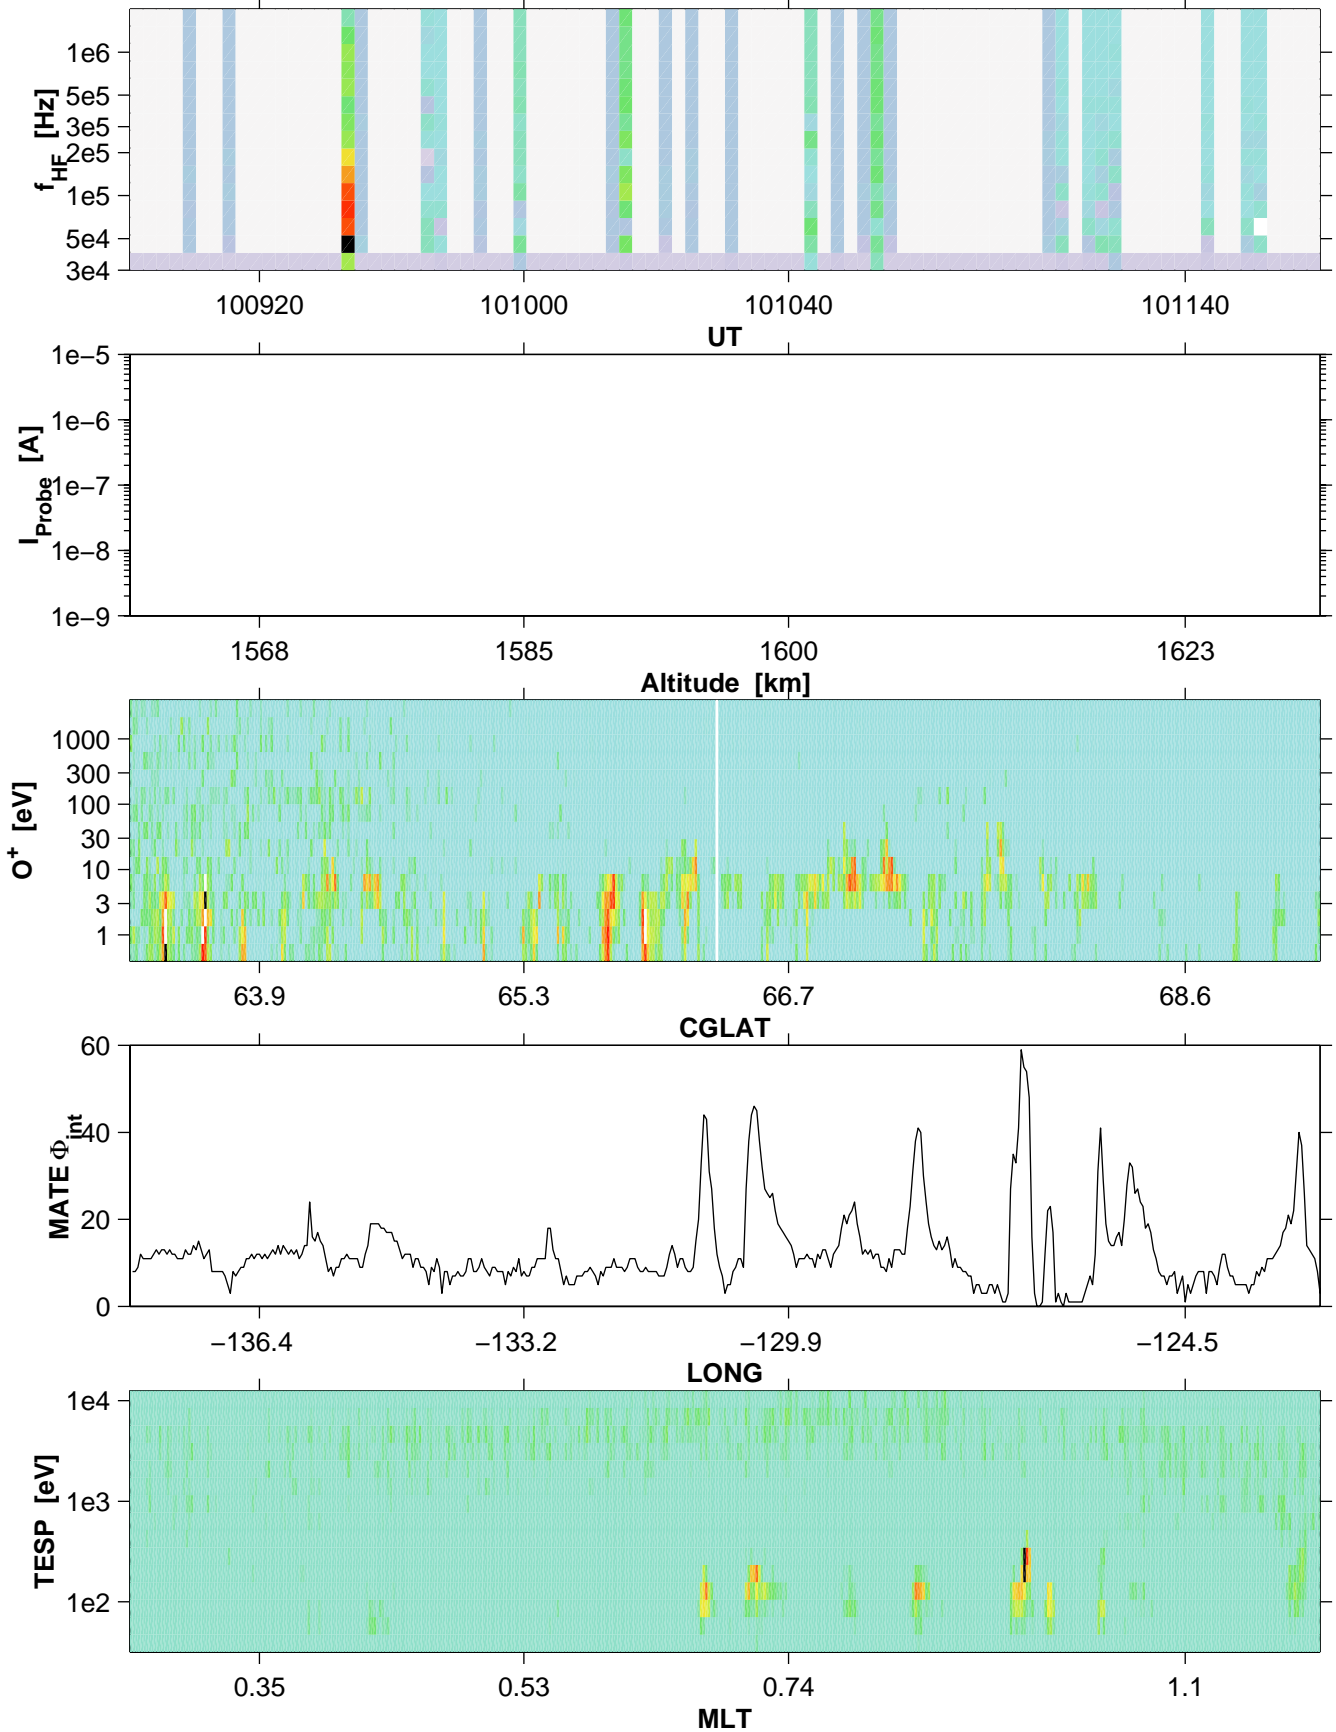 f_HF [Hz]
1e6
5e5
3e5
2e5
1e5
5e4
3e4
100920 101000 101040 101140
UT
I_Probe [A]
1e−5
1e−6
1e−7
1e−8
1e−9
1568 1585 1600 1623
Altitude [km]
O+ [eV]
1000
300
100
30
10
3
1
63.9 65.3 66.7 68.6
CGLAT
MATE Φ_int
60
40
20
0
−136.4 −133.2 −129.9 −124.5
LONG
TESP [eV]
1e4
1e3
1e2
0.35 0.53 0.74 1.1
MLT